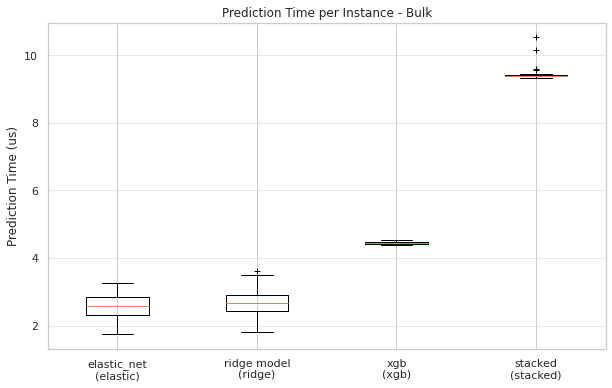 Prediction Time per Instance - Bulk
Prediction Time (us)
10
8
6
4
2
elastic_net
(elastic)
ridge model
(ridge)
xgb
(xgb)
stacked
(stacked)